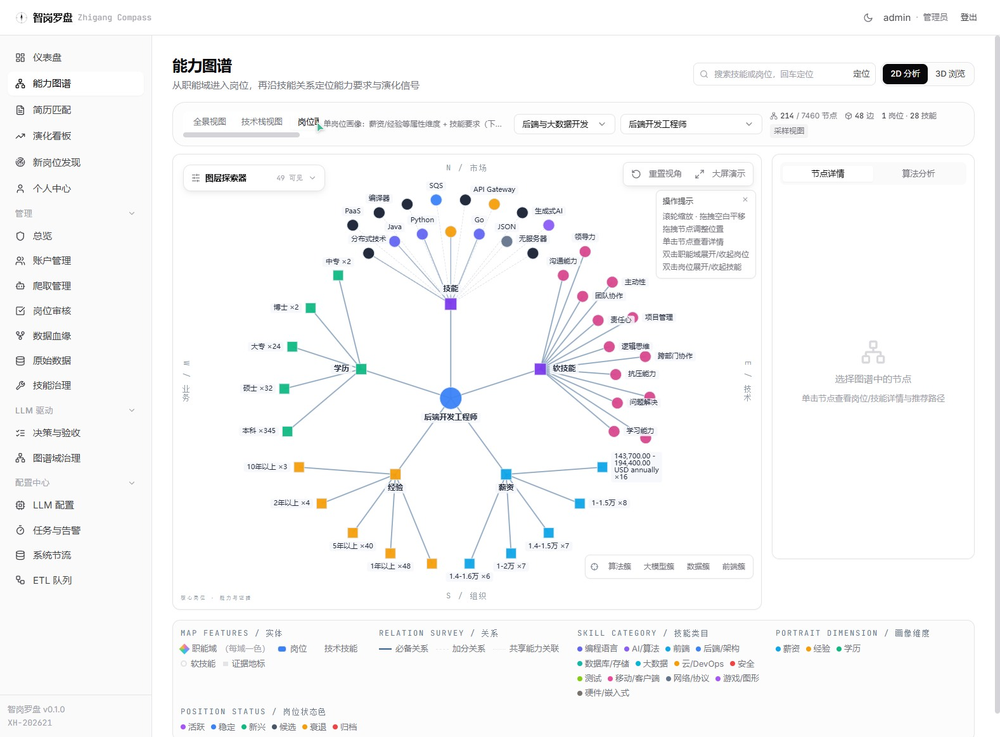 智岗罗盘 Zhigang Compass
admin · 管理员 登出
仪表盘
能力图谱
简历匹配
演化看板
新岗位发现
个人中心
管理
总览
账户管理
爬取管理
岗位审核
数据血缘
原始数据
技能治理
LLM 驱动
决策与验收
图谱域治理
配置中心
LLM 配置
任务与告警
系统节流
ETL 队列
智岗罗盘 v0.1.0
XH-202621
能力图谱
从职能域进入岗位，再沿技能关系定位能力要求与演化信号
搜索技能或岗位，回车定位 定位
2D 分析 3D 浏览
全景视图 技术栈视图 岗位画
单岗位画像：薪资/经验等属性维度 + 技能要求（下...
后端与大数据开发
后端开发工程师
214 / 7460 节点 48 边 1 岗位 · 28 技能
采样视图
图层探索器 49 可见
N / 市场
重置视角 大屏演示
操作提示 ×
滚轮缩放 · 拖拽空白平移
拖拽节点调整位置
单击节点查看详情
双击职能域展开/收起岗位
双击岗位展开/收起技能
SQS
API Gateway
编译器
PaaS
生成式AI
Python
Go
Java
JSON
分布式技术
无服务器
技能
中专 ×2
博士 ×2
大专 ×24
硕士 ×32
本科 ×345
学历
领导力
沟通能力
主动性
团队协作
责任心
项目管理
逻辑思维
跨部门协作
软技能
抗压能力
问题解决
学习能力
W / 业务
E / 技术
后端开发工程师
10年以上 ×3
2年以上 ×4
5年以上 ×40
1年以上 ×48
经验
薪资
143,700.00 -
194,400.00
USD annually
×16
1-1.5万 ×8
1.4-1.5万 ×7
1-2万 ×7
1.4-1.6万 ×6
算法簇 大模型簇 数据簇 前端簇
S / 组织
核心岗位 · 能力与证据
节点详情 算法分析
选择图谱中的节点
单击节点查看岗位/技能详情与推荐路径
MAP FEATURES / 实体
职能域 （每域一色） 岗位 技术技能
软技能 证据地标
RELATION SURVEY / 关系
必备关系 加分关系 共享能力关联
SKILL CATEGORY / 技能类目
编程语言 AI/算法 前端 后端/架构
数据库/存储 大数据 云/DevOps 安全
测试 移动/客户端 网络/协议 游戏/图形
硬件/嵌入式
PORTRAIT DIMENSION / 画像维度
薪资 经验 学历
POSITION STATUS / 岗位状态色
活跃 稳定 新兴 候选 衰退 归档